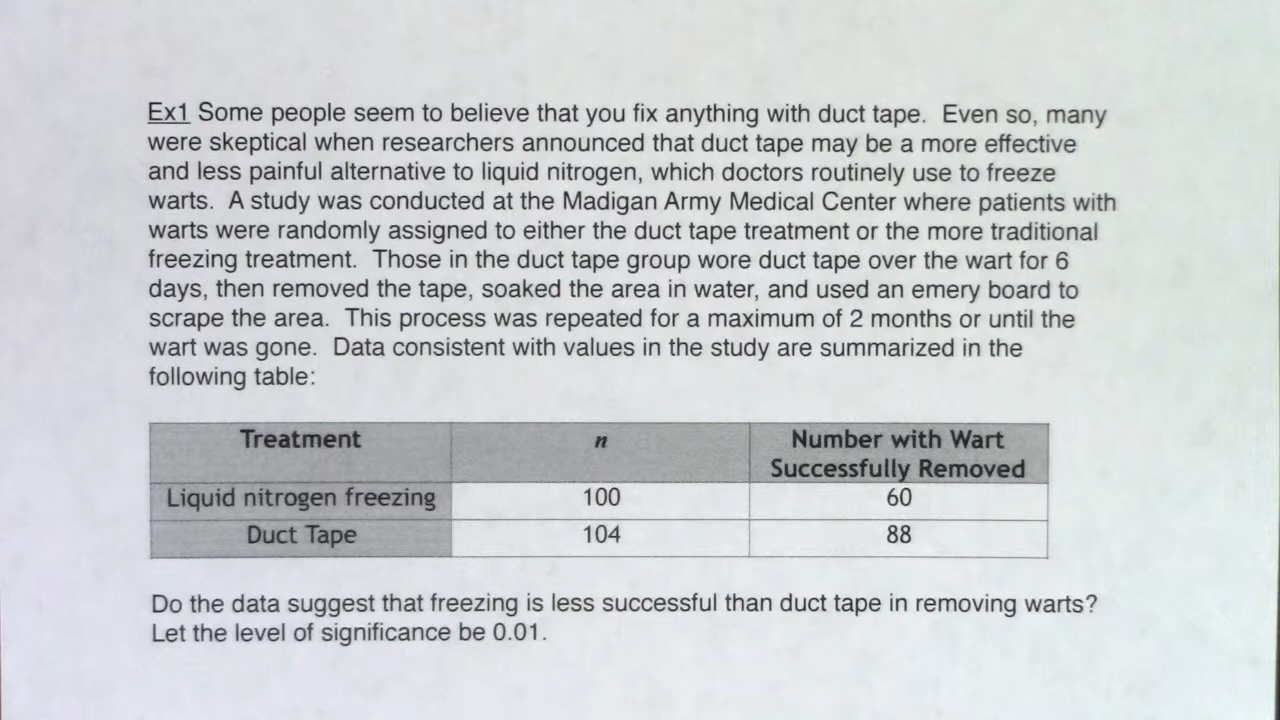 Ex1 Some people seem to believe that you fix anything with duct tape.  Even so, many
were skeptical when researchers announced that duct tape may be a more effective
and less painful alternative to liquid nitrogen, which doctors routinely use to freeze
warts.  A study was conducted at the Madigan Army Medical Center where patients with
warts were randomly assigned to either the duct tape treatment or the more traditional
freezing treatment.  Those in the duct tape group wore duct tape over the wart for 6
days, then removed the tape, soaked the area in water, and used an emery board to
scrape the area.  This process was repeated for a maximum of 2 months or until the
wart was gone.  Data consistent with values in the study are summarized in the
following table:
Treatment n Number with Wart
Successfully Removed
Liquid nitrogen freezing 100 60
Duct Tape 104 88
Do the data suggest that freezing is less successful than duct tape in removing warts?
Let the level of significance be 0.01.